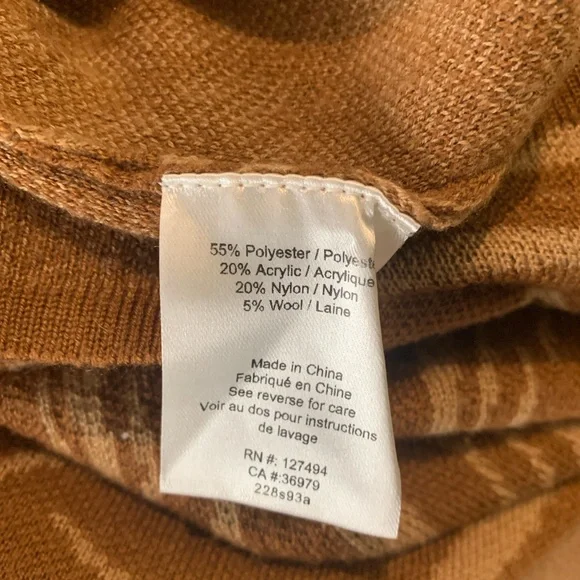 55% Polyester / Polyeste
20% Acrylic / Acrylique
20% Nylon / Nylon
5% Wool / Laine
Made in China
Fabriqué en Chine
See reverse for care
Voir au dos pour instructions
de lavage
RN #: 127494
CA #:36979
228s93a